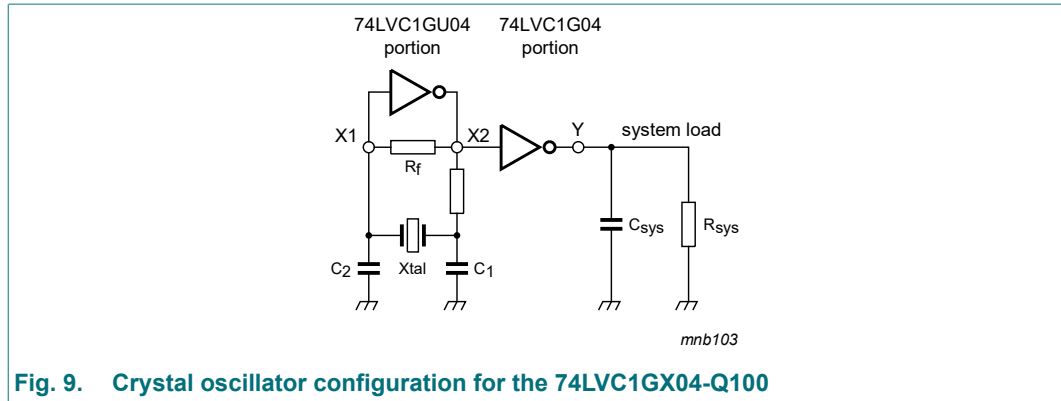 74LVC1GU04 portion
74LVC1G04 portion
X1
X2
Y
system load
Rf
Csys
Rsys
C2
Xtal
C1
mnb103
Fig. 9. Crystal oscillator configuration for the 74LVC1GX04-Q100